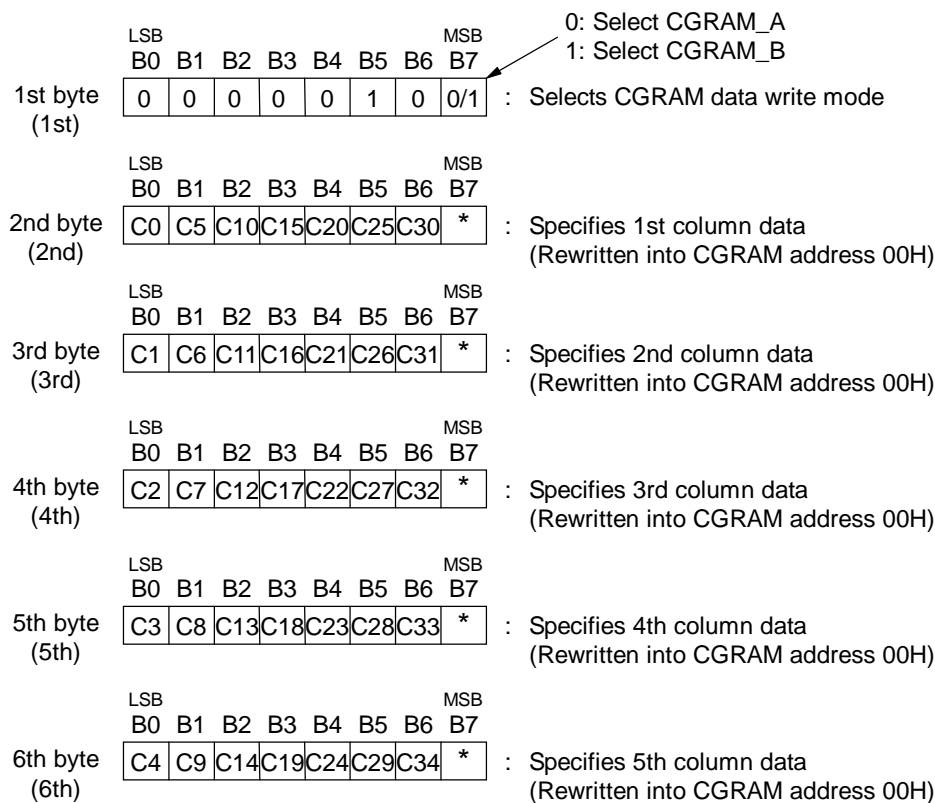 0: Select CGRAM_A
1: Select CGRAM_B
LSB MSB
B0 B1 B2 B3 B4 B5 B6 B7
1st byte 0 0 0 0 0 1 0 0/1 : Selects CGRAM data write mode
(1st)
LSB MSB
B0 B1 B2 B3 B4 B5 B6 B7
2nd byte C0 C5 C10 C15 C20 C25 C30 * : Specifies 1st column data
(2nd) (Rewritten into CGRAM address 00H)
LSB MSB
B0 B1 B2 B3 B4 B5 B6 B7
3rd byte C1 C6 C11 C16 C21 C26 C31 * : Specifies 2nd column data
(3rd) (Rewritten into CGRAM address 00H)
LSB MSB
B0 B1 B2 B3 B4 B5 B6 B7
4th byte C2 C7 C12 C17 C22 C27 C32 * : Specifies 3rd column data
(4th) (Rewritten into CGRAM address 00H)
LSB MSB
B0 B1 B2 B3 B4 B5 B6 B7
5th byte C3 C8 C13 C18 C23 C28 C33 * : Specifies 4th column data
(5th) (Rewritten into CGRAM address 00H)
LSB MSB
B0 B1 B2 B3 B4 B5 B6 B7
6th byte C4 C9 C14 C19 C24 C29 C34 * : Specifies 5th column data
(6th) (Rewritten into CGRAM address 00H)